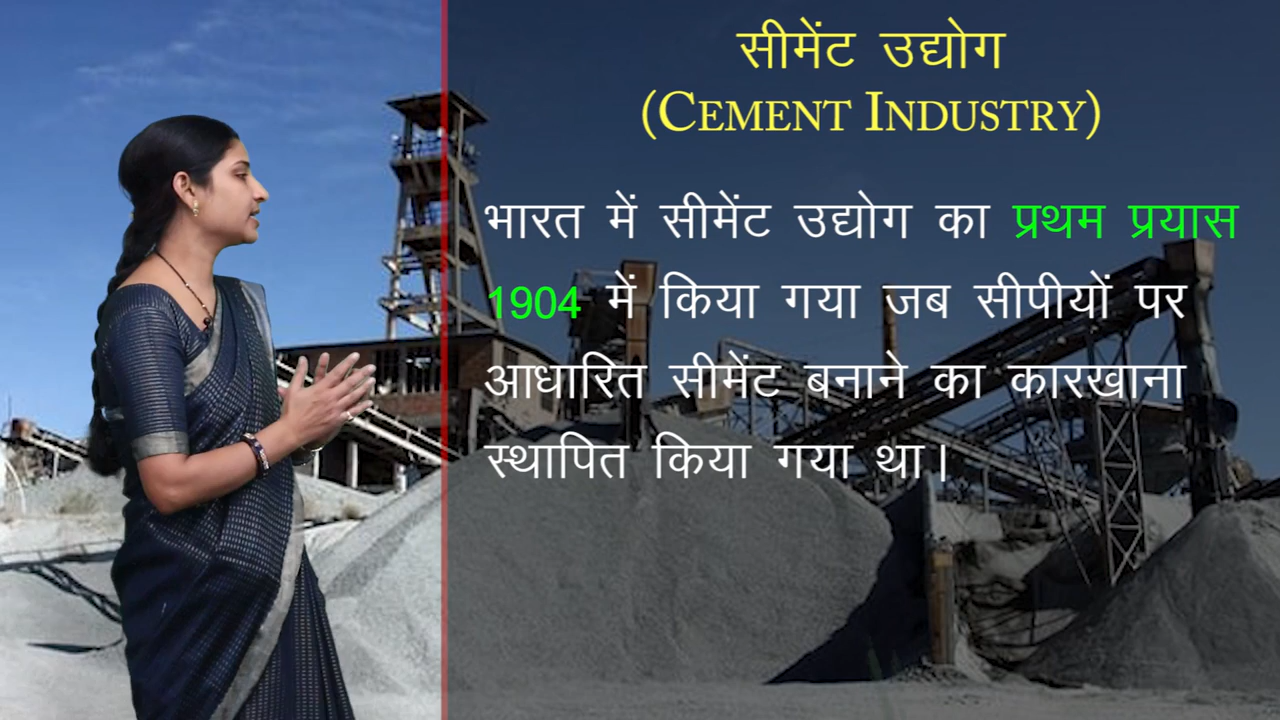 सीमेंट उद्योग
(CEMENT INDUSTRY)
भारत में सीमेंट उद्योग का प्रथम प्रयास
1904 में किया गया जब सीपीयों पर
आधारित सीमेंट बनाने का कारखाना
स्थापित किया गया था।